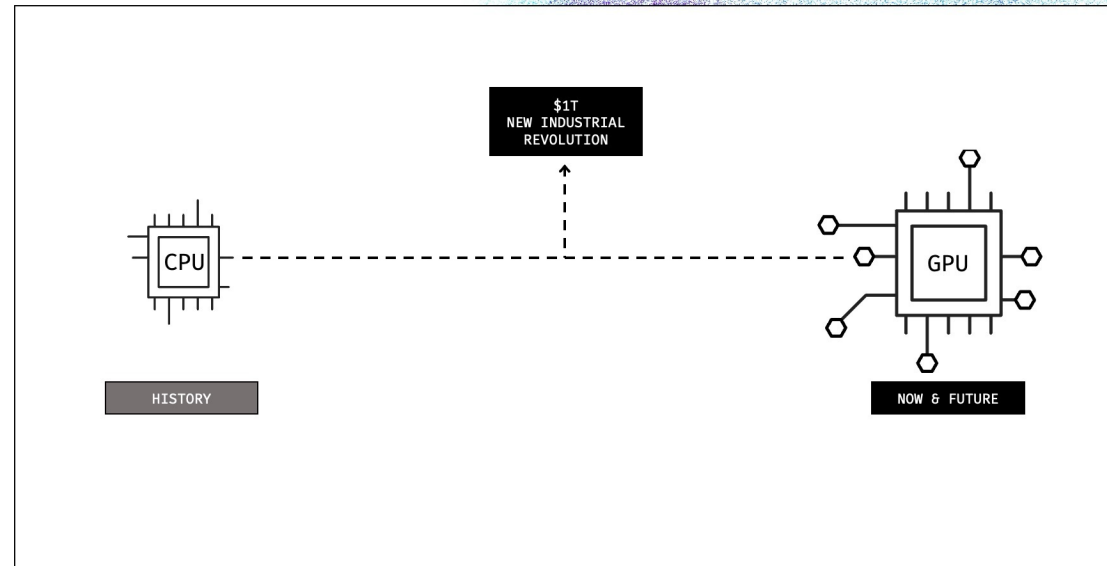 $1T
NEW INDUSTRIAL
REVOLUTION
CPU
GPU
HISTORY
NOW & FUTURE